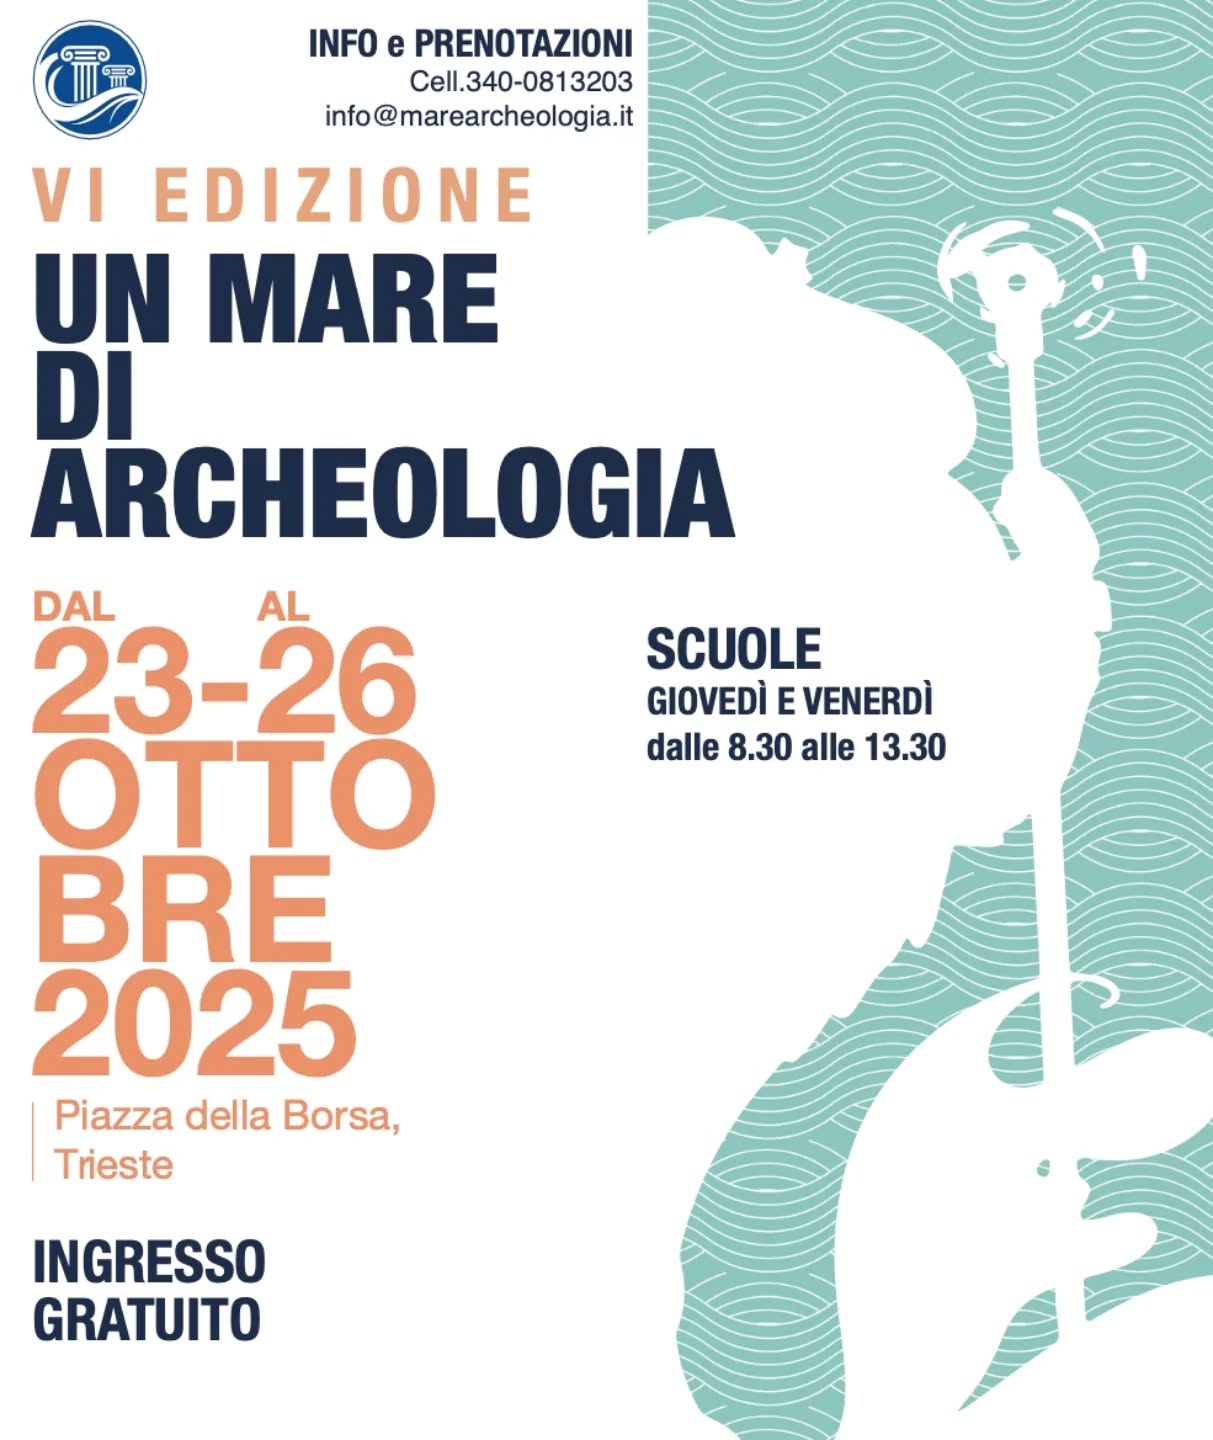 INFO e PRENOTAZIONI
Cell.340-0813203
info@marearcheologia.it
VI EDIZIONE
UN MARE
DI
ARCHEOLOGIA
DAL AL
23-26
OTTO
BRE
2025
Piazza della Borsa,
Trieste
SCUOLE
GIOVEDÌ E VENERDÌ
dalle 8.30 alle 13.30
INGRESSO
GRATUITO